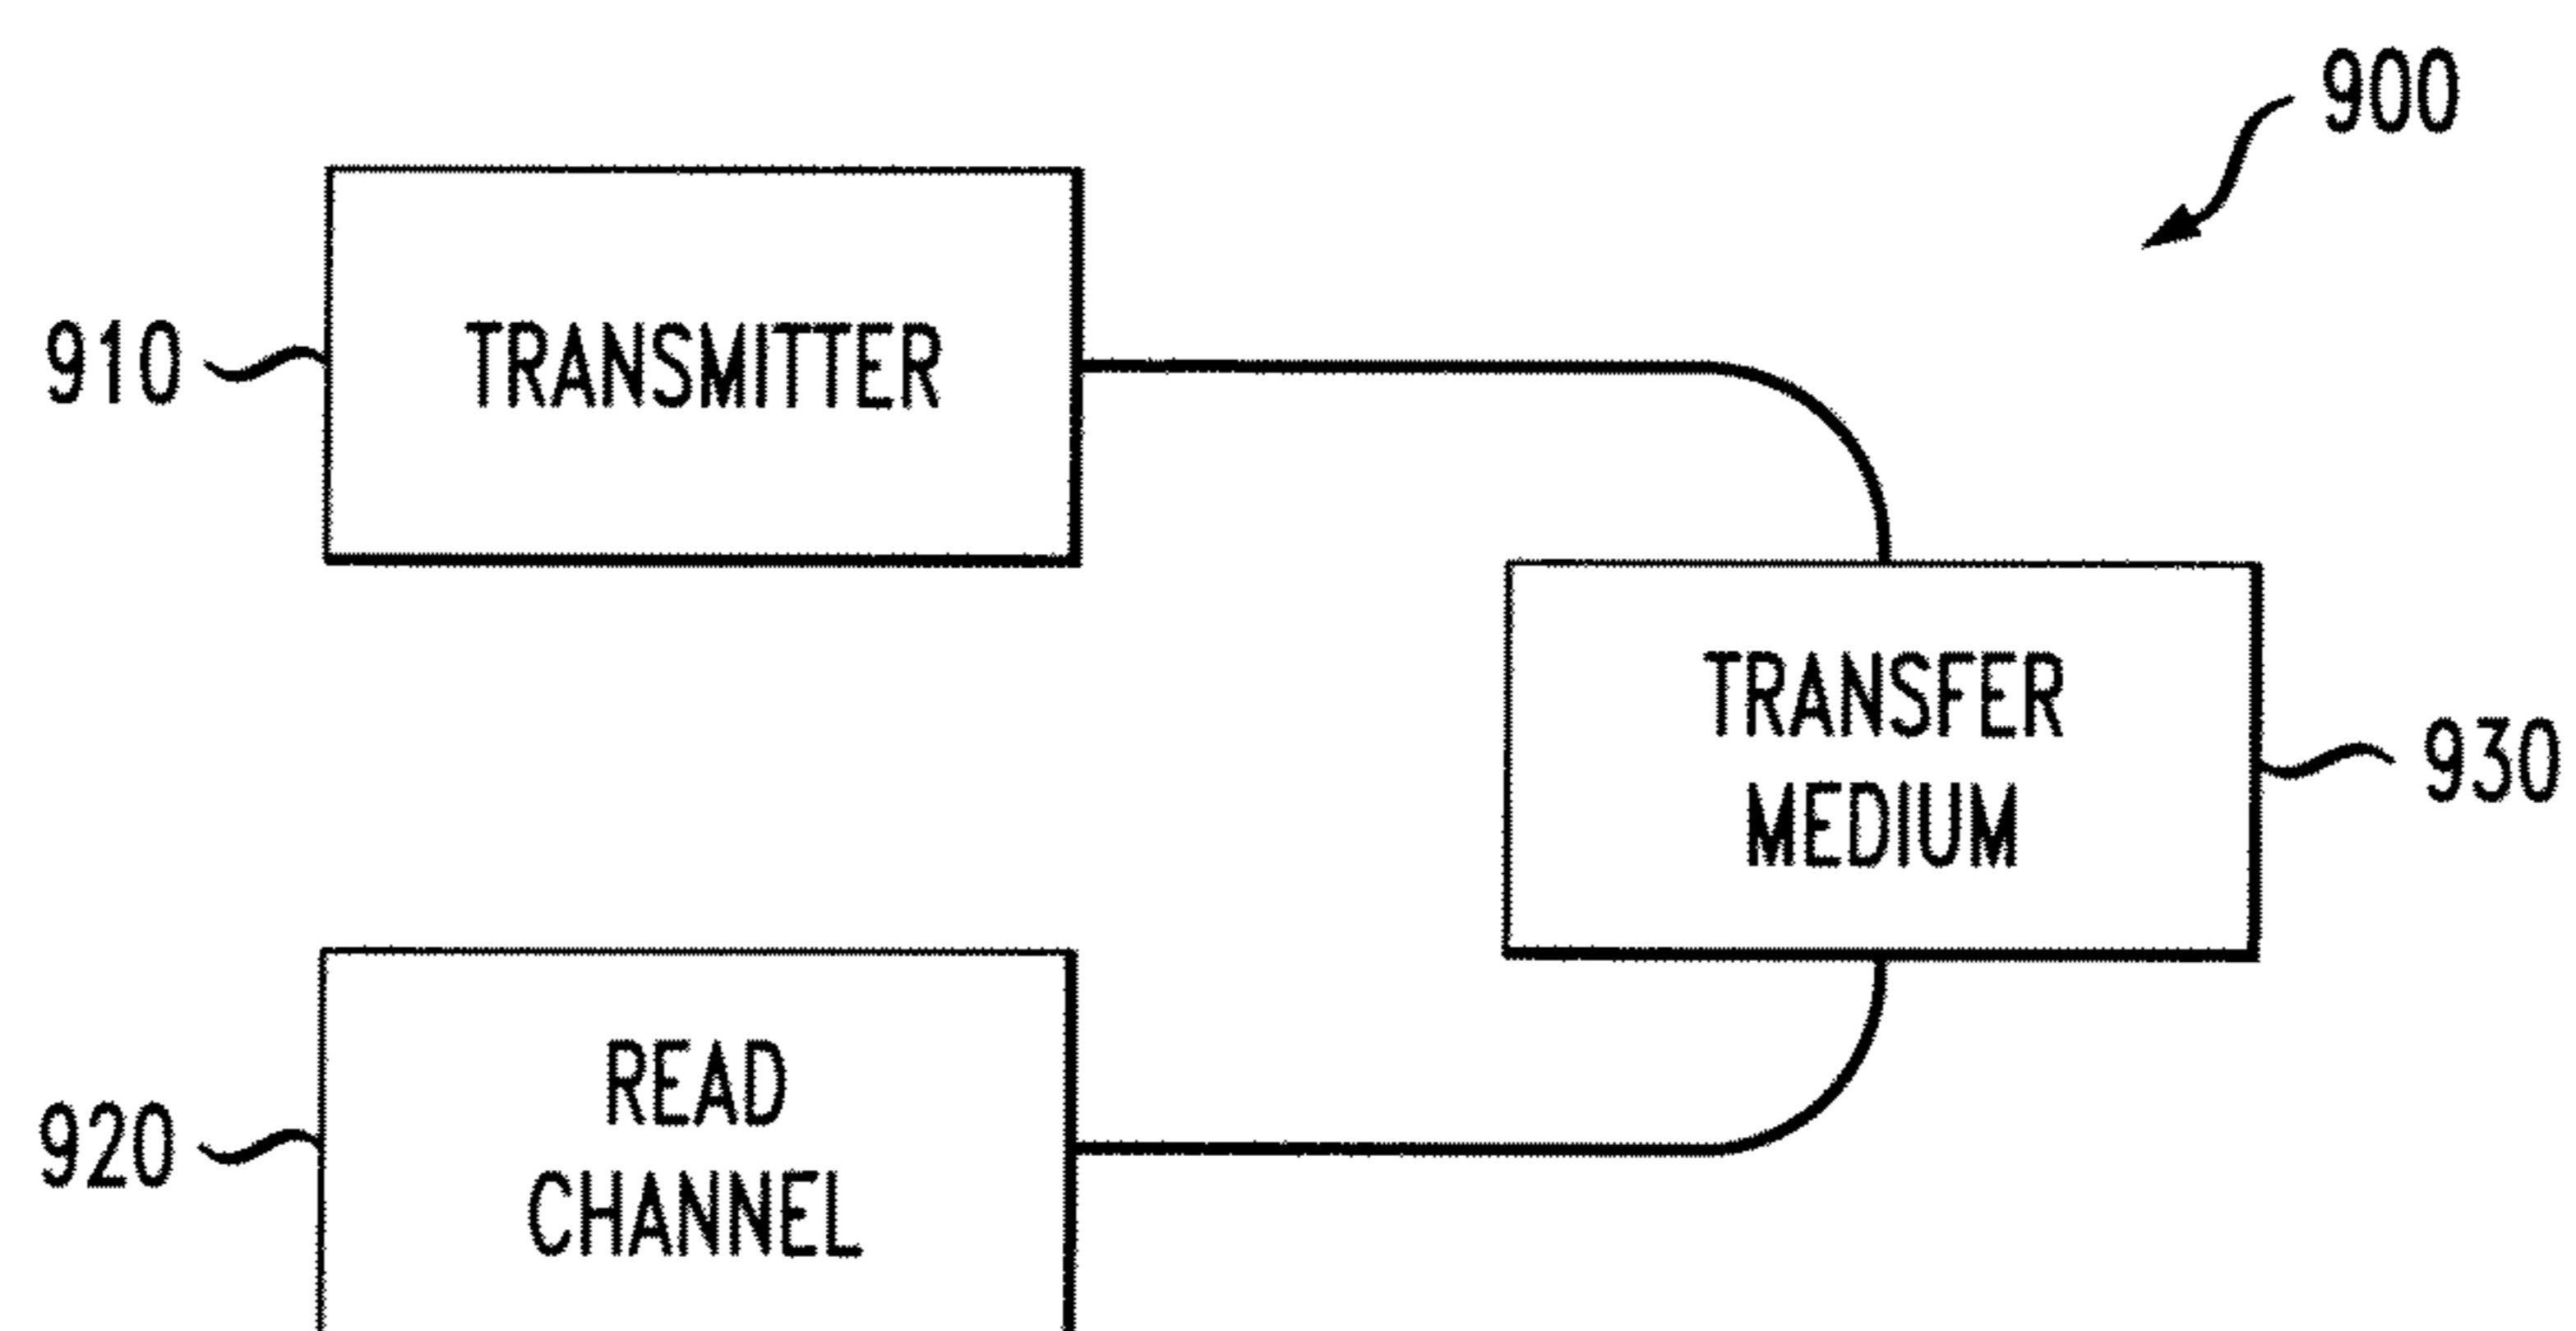 900
910
TRANSMITTER
TRANSFER
MEDIUM
930
920
READ
CHANNEL